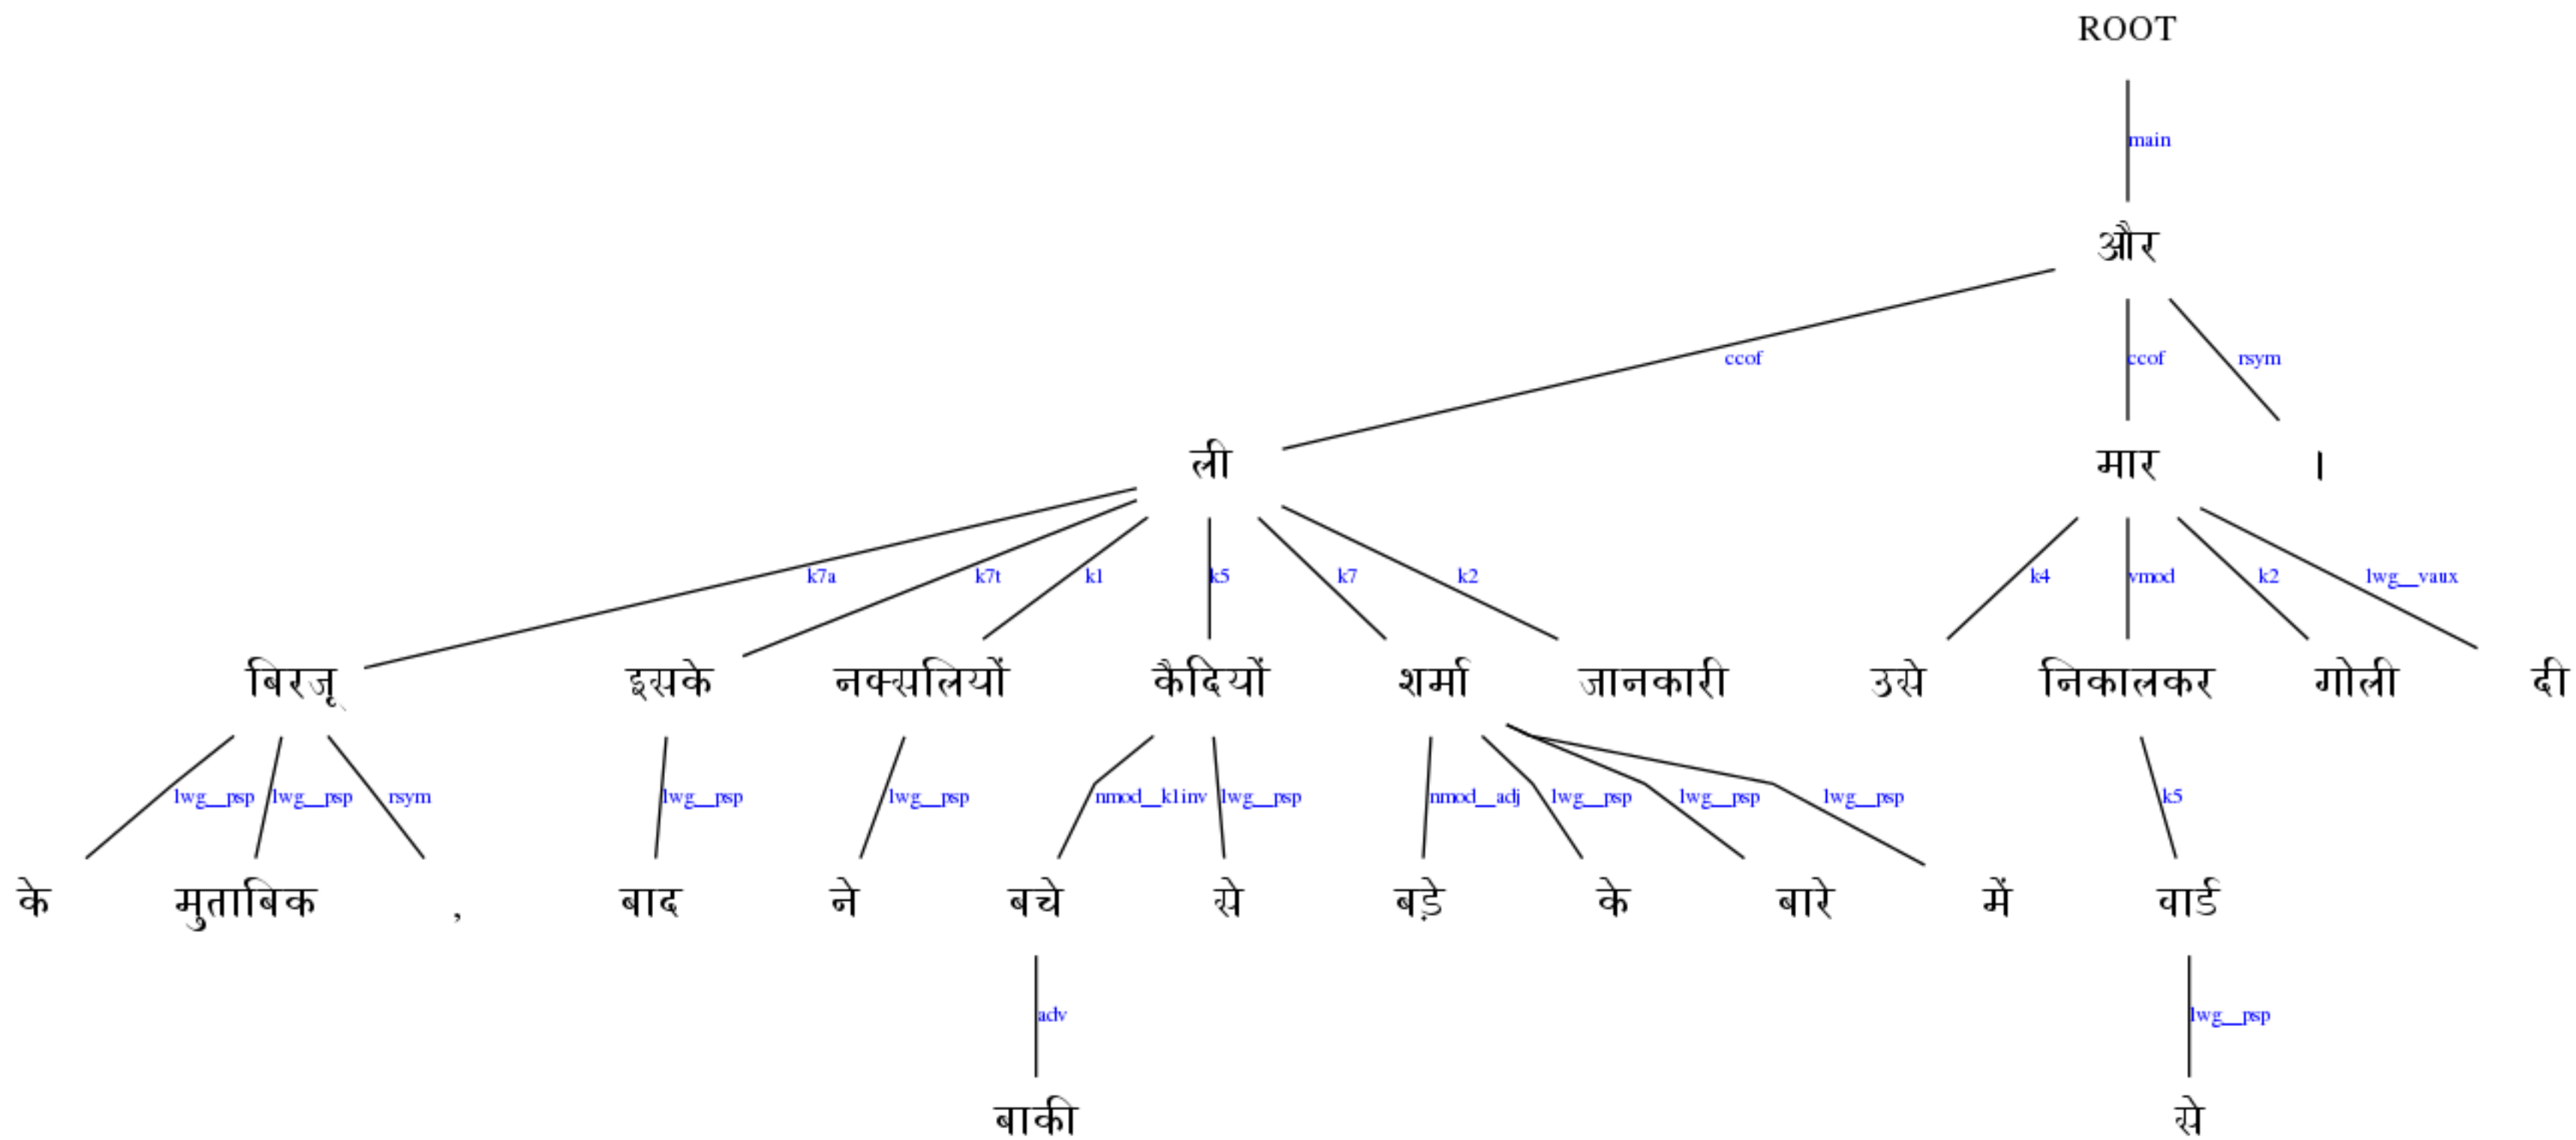 ROOT
main
और
ccof ccof rsym
ली मार ।
k7a k7t k1 k5 k7 k2 k4 vmod k2 lwg__vaux
बिरजू इसके नक्सलियों कैदियों शर्मा जानकारी उसे निकालकर गोली दी
lwg__psp lwg__psp rsym lwg__psp lwg__psp nmod__k1inv lwg__psp nmod__adj lwg__psp lwg__psp lwg__psp k5
के मुताबिक , बाद ने बचे से बड़े के बारे में वार्ड
adv lwg__psp
बाकी से